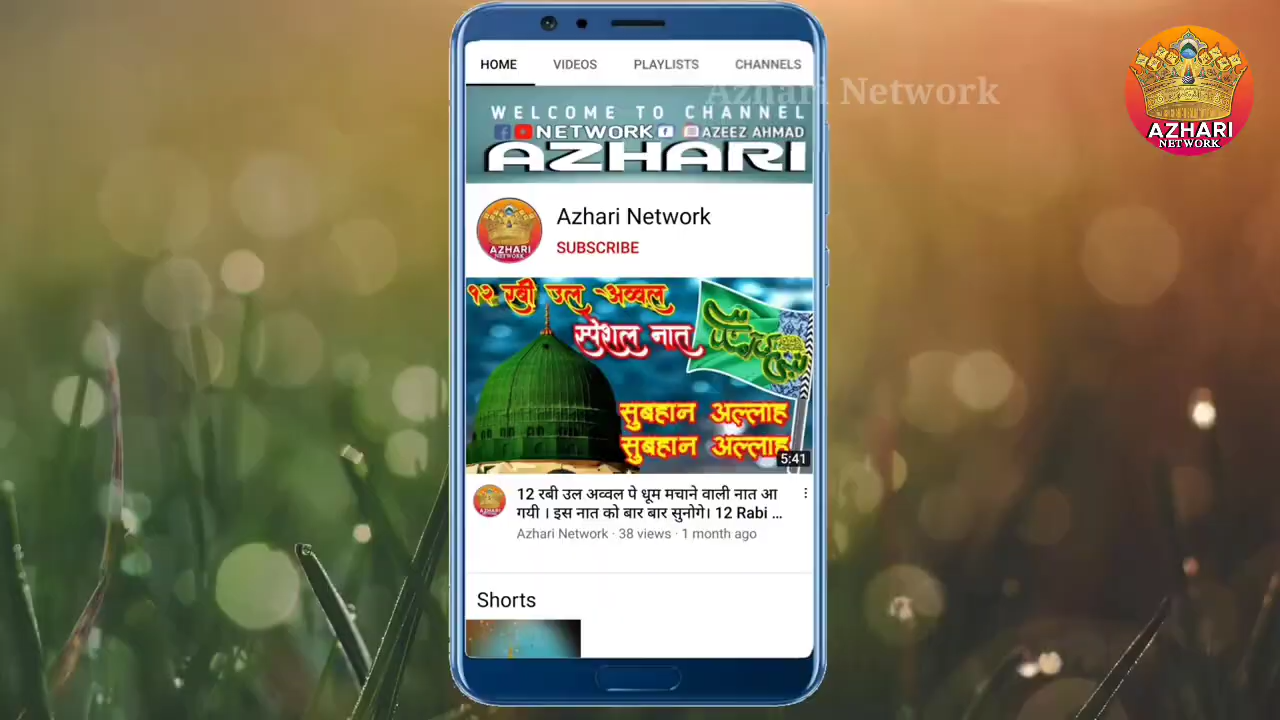 HOME VIDEOS PLAYLISTS CHANNELS
Azhari Network
WELCOME TO CHANNEL
NETWORK AZEEZ AHMAD
AZHARI
AZHARI
NETWORK
Azhari Network
SUBSCRIBE
AZHARI
NETWORK
१२ रबी उल अव्वल
स्पेशल नात
सुबहान अल्लाह
सुबहान अल्लाह
5:41
12 रबी उल अव्वल पे धूम मचाने वाली नात आ
गयी । इस नात को बार बार सुनोगे। 12 Rabi ...
Azhari Network · 38 views · 1 month ago
AZHARI
Shorts